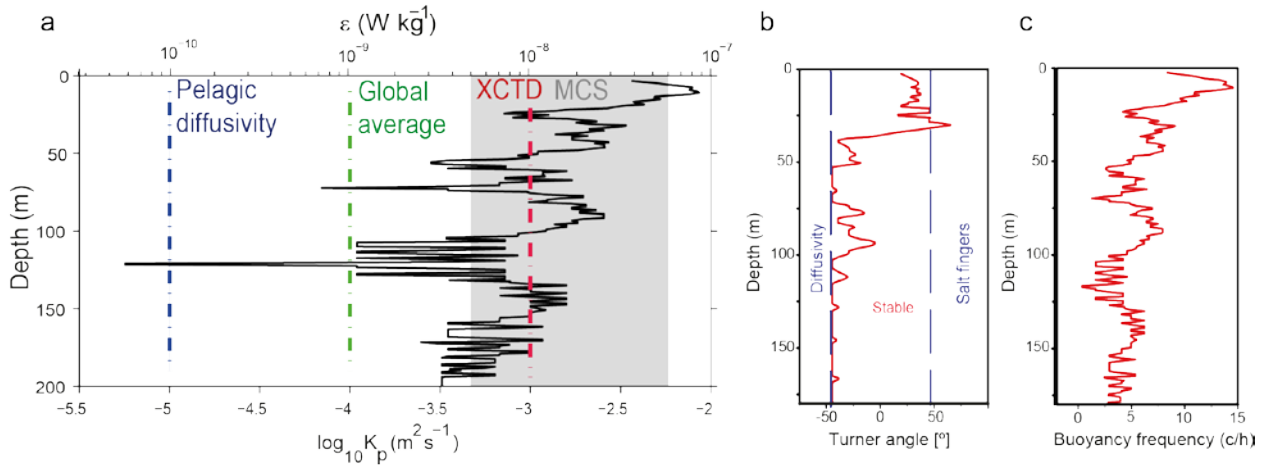 a
ε (W kg⁻¹)
10⁻¹⁰
10⁻⁹
10⁻⁸
10⁻⁷
Pelagic
diffusivity
Global
average
XCTD
MCS
0
50
100
150
200
Depth (m)
−5.5
−5
−4.5
−4
−3.5
−3
−2.5
−2
log₁₀ Kₚ (m² s⁻¹)
b
0
50
100
150
Depth (m)
Diffusivity
Stable
Salt fingers
-50
0
50
Turner angle [º]
c
0
50
100
150
Depth (m)
0
5
10
15
Buoyancy frequency (c/h)